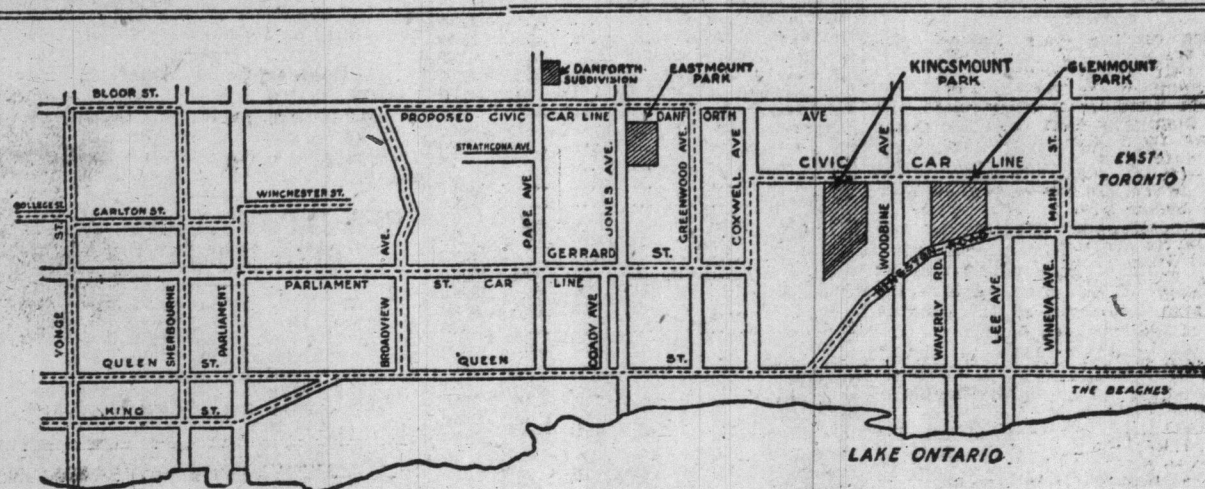 DANFORTH
SUBDIVISION
EASTMOUNT
PARK
KINGSMOUNT
PARK
GLENMOUNT
PARK
BLOOR ST.
PROPOSED CIVIC CAR LINE DANFORTH AVE
STRATHCONA AVE
CIVIC CAR LINE
EAST
TORONTO
WINCHESTER ST.
COLLEGE ST.
CARLTON ST.
YONGE ST.
SHERBOURNE
PARLIAMENT
BROADVIEW AVE.
PAPE AVE
JONES AVE.
GREENWOOD AVE.
COXWELL AVE
WOODBINE AVE
MAIN ST.
GERRARD ST.
KINGSTON ROAD
PARLIAMENT ST. CAR LINE
COADY AVE
WAVERLY RD.
LEE AVE
WINEVA AVE.
QUEEN ST.
QUEEN ST.
KING ST.
THE BEACHES
LAKE ONTARIO